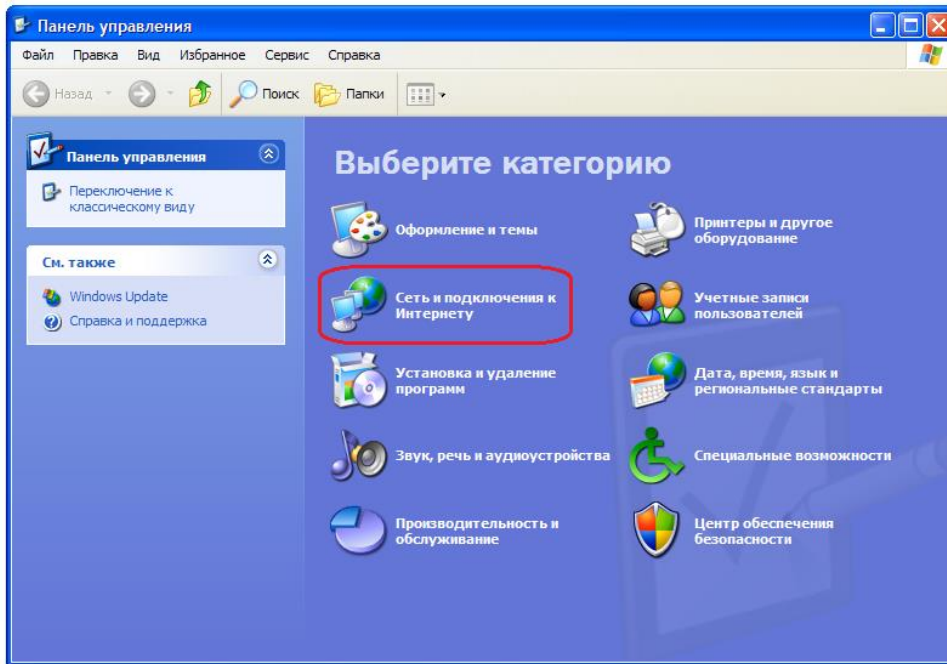 Панель управления
Файл Правка Вид Избранное Сервис Справка
Назад Поиск Папки
Панель управления
Переключение к
классическому виду
См. также
Windows Update
Справка и поддержка
Выберите категорию
Оформление и темы
Принтеры и другое
оборудование
Сеть и подключения к
Интернету
Учетные записи
пользователей
Установка и удаление
программ
Дата, время, язык и
региональные стандарты
Звук, речь и аудиоустройства
Специальные возможности
Производительность и
обслуживание
Центр обеспечения
безопасности